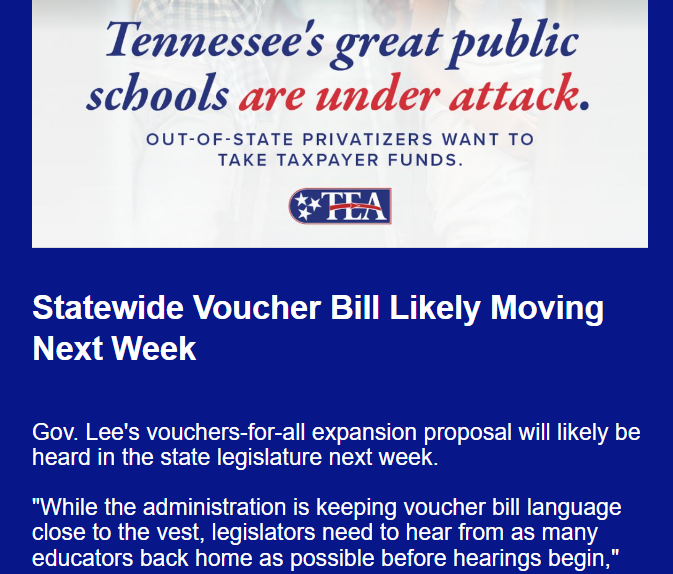 Tennessee's great public
schools are under attack.
OUT-OF-STATE PRIVATIZERS WANT TO
TAKE TAXPAYER FUNDS.
TEA
Statewide Voucher Bill Likely Moving
Next Week
Gov. Lee's vouchers-for-all expansion proposal will likely be
heard in the state legislature next week.
"While the administration is keeping voucher bill language
close to the vest, legislators need to hear from as many
educators back home as possible before hearings begin,"